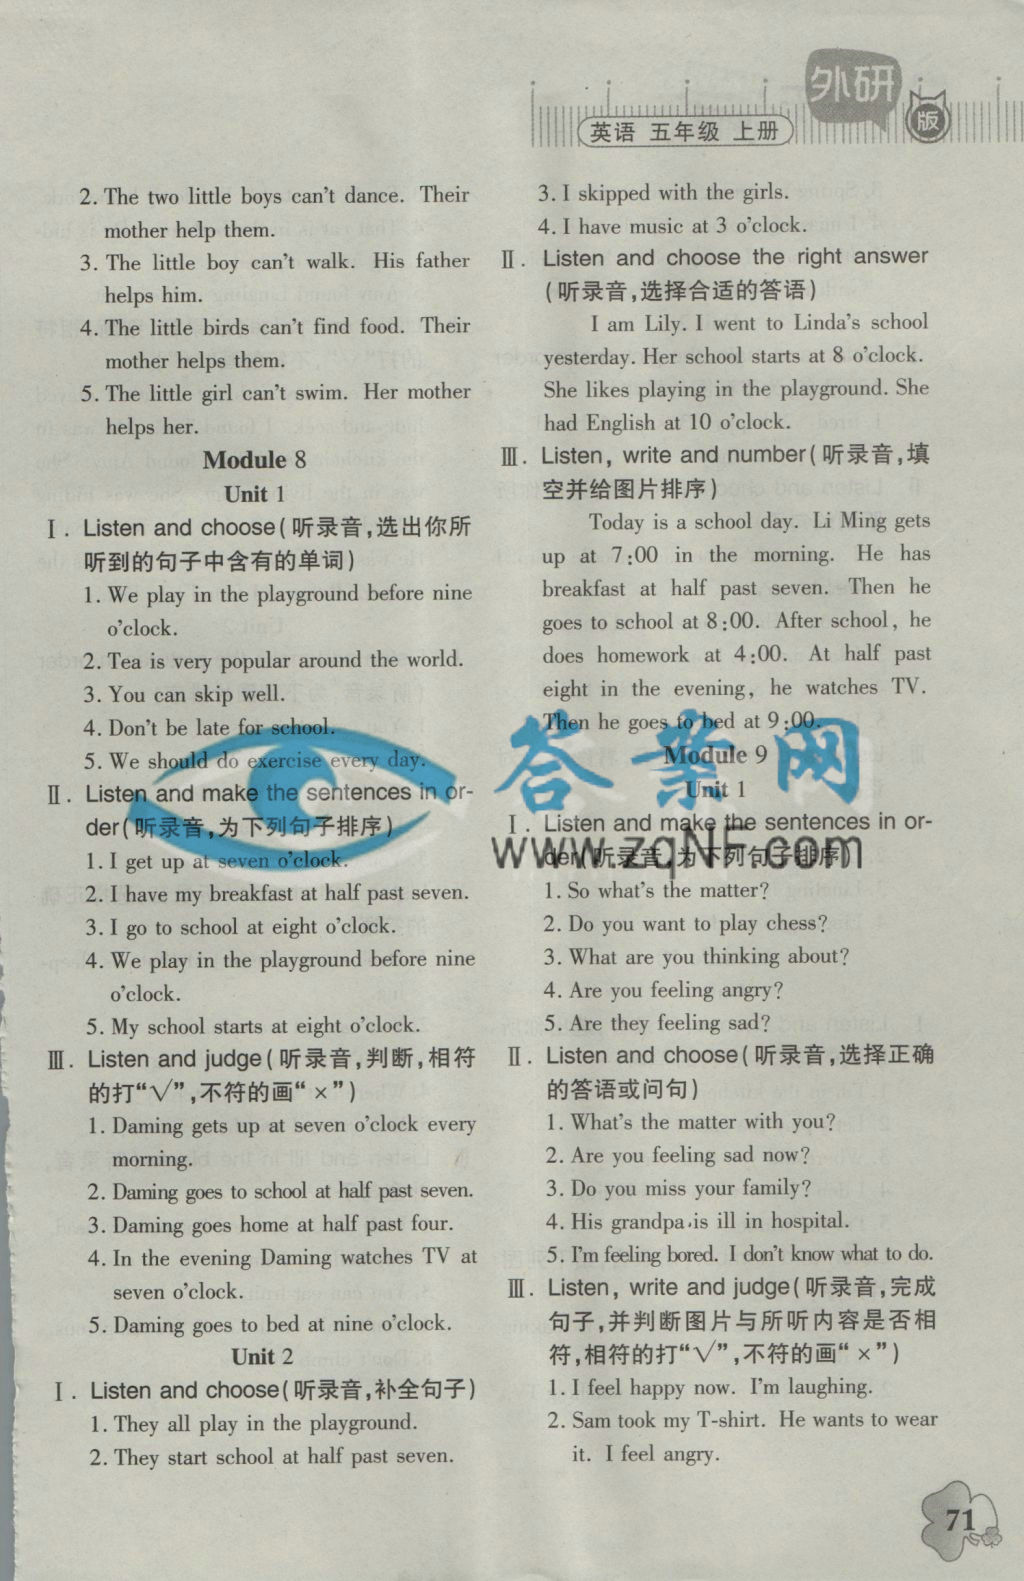 外研
版
英语 五年级 上册
2. The two little boys can't dance. Their
mother help them.
3. The little boy can't walk. His father
helps him.
4. The little birds can't find food. Their
mother helps them.
5. The little girl can't swim. Her mother
helps her.
Module 8
Unit 1
Ⅰ. Listen and choose(听录音,选出你所
听到的句子中含有的单词)
1. We play in the playground before nine
o'clock.
2. Tea is very popular around the world.
3. You can skip well.
4. Don't be late for school.
5. We should do exercise every day.
Ⅱ. Listen and make the sentences in or-
der(听录音,为下列句子排序)
1. I get up at seven o'clock.
2. I have my breakfast at half past seven.
3. I go to school at eight o'clock.
4. We play in the playground before nine
o'clock.
5. My school starts at eight o'clock.
Ⅲ. Listen and judge(听录音,判断,相符
的打“√”,不符的画“×”)
1. Daming gets up at seven o'clock every
morning.
2. Daming goes to school at half past seven.
3. Daming goes home at half past four.
4. In the evening Daming watches TV at
seven o'clock.
5. Daming goes to bed at nine o'clock.
Unit 2
Ⅰ. Listen and choose(听录音,补全句子)
1. They all play in the playground.
2. They start school at half past seven.
3. I skipped with the girls.
4. I have music at 3 o'clock.
Ⅱ. Listen and choose the right answer
(听录音,选择合适的答语)
I am Lily. I went to Linda's school
yesterday. Her school starts at 8 o'clock.
She likes playing in the playground. She
had English at 10 o'clock.
Ⅲ. Listen, write and number(听录音,填
空并给图片排序)
Today is a school day. Li Ming gets
up at 7:00 in the morning. He has
breakfast at half past seven. Then he
goes to school at 8:00. After school, he
does homework at 4:00. At half past
eight in the evening, he watches TV.
Then he goes to bed at 9:00.
Module 9
Unit 1
Ⅰ. Listen and make the sentences in or-
der(听录音,为下列句子排序)
1. So what's the matter?
2. Do you want to play chess?
3. What are you thinking about?
4. Are you feeling angry?
5. Are they feeling sad?
Ⅱ. Listen and choose(听录音,选择正确
的答语或问句)
1. What's the matter with you?
2. Are you feeling sad now?
3. Do you miss your family?
4. His grandpa is ill in hospital.
5. I'm feeling bored. I don't know what to do.
Ⅲ. Listen, write and judge(听录音,完成
句子,并判断图片与所听内容是否相
符,相符的打“√”,不符的画“×”)
1. I feel happy now. I'm laughing.
2. Sam took my T-shirt. He wants to wear
it. I feel angry.
答案网
www.zqNF.com
71